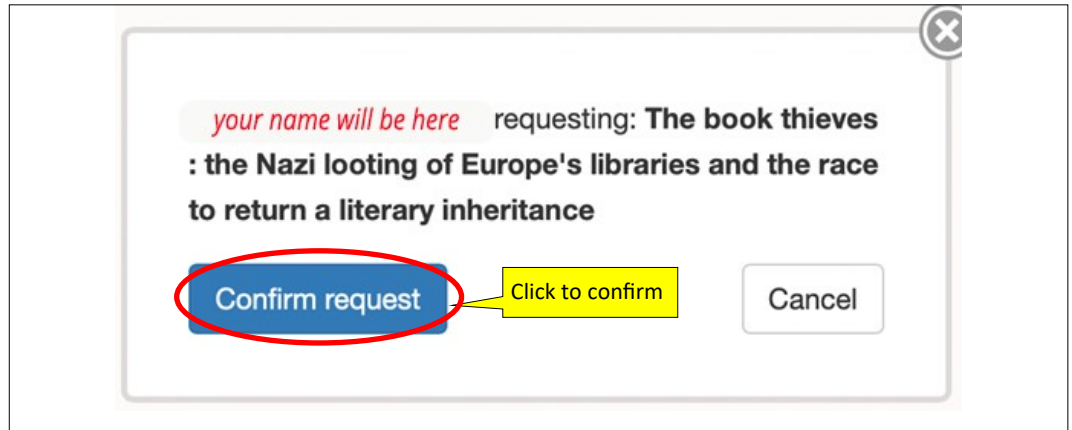 your name will be here requesting: The book thieves
: the Nazi looting of Europe's libraries and the race
to return a literary inheritance
Confirm request Click to confirm Cancel